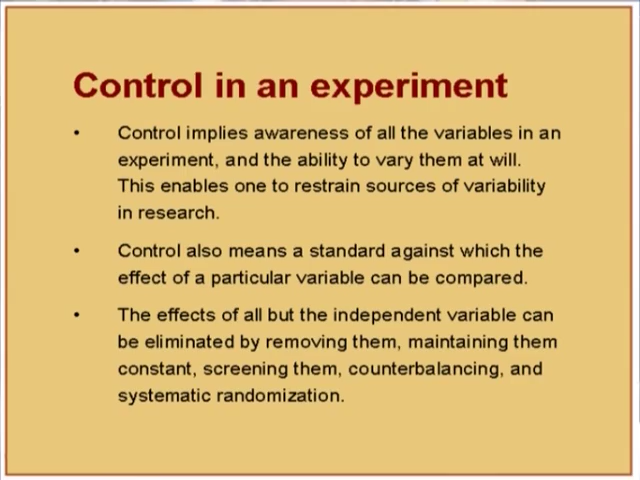 Control in an experiment
• Control implies awareness of all the variables in an
experiment, and the ability to vary them at will.
This enables one to restrain sources of variability
in research.
• Control also means a standard against which the
effect of a particular variable can be compared.
• The effects of all but the independent variable can
be eliminated by removing them, maintaining them
constant, screening them, counterbalancing, and
systematic randomization.